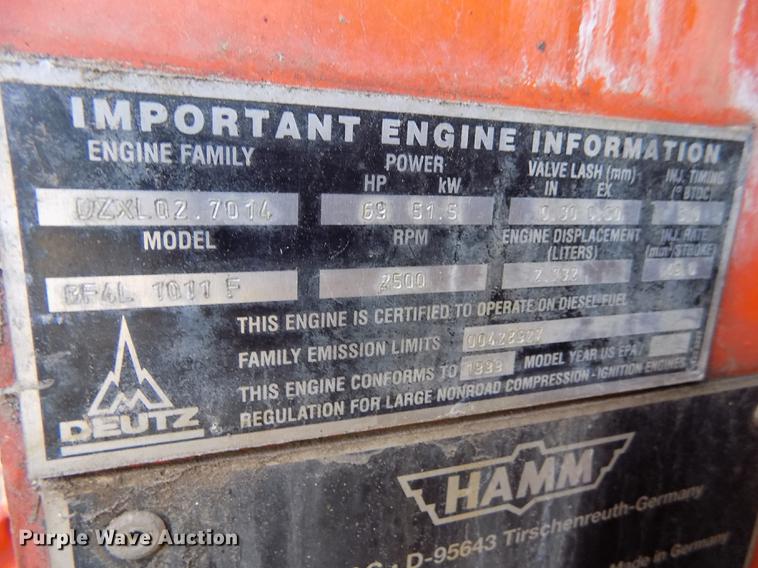 IMPORTANT ENGINE INFORMATION
ENGINE FAMILY POWER VALVE LASH (mm) INJ. TIMING
HP kW IN EX (° BTDC)
69 51.5 0.30
MODEL RPM ENGINE DISPLACEMENT INJ. RATE
(LITERS) (mm³ STROKE)
BF4L 1011 F 2500
THIS ENGINE IS CERTIFIED TO OPERATE ON DIESEL FUEL
FAMILY EMISSION LIMITS
THIS ENGINE CONFORMS TO 1999 MODEL YEAR US EPA
REGULATION FOR LARGE NONROAD COMPRESSION - IGNITION ENGINES
DEUTZ
HAMM
D-95643 Tirschenreuth-Germany
Made in Germany
Purple Wave Auction